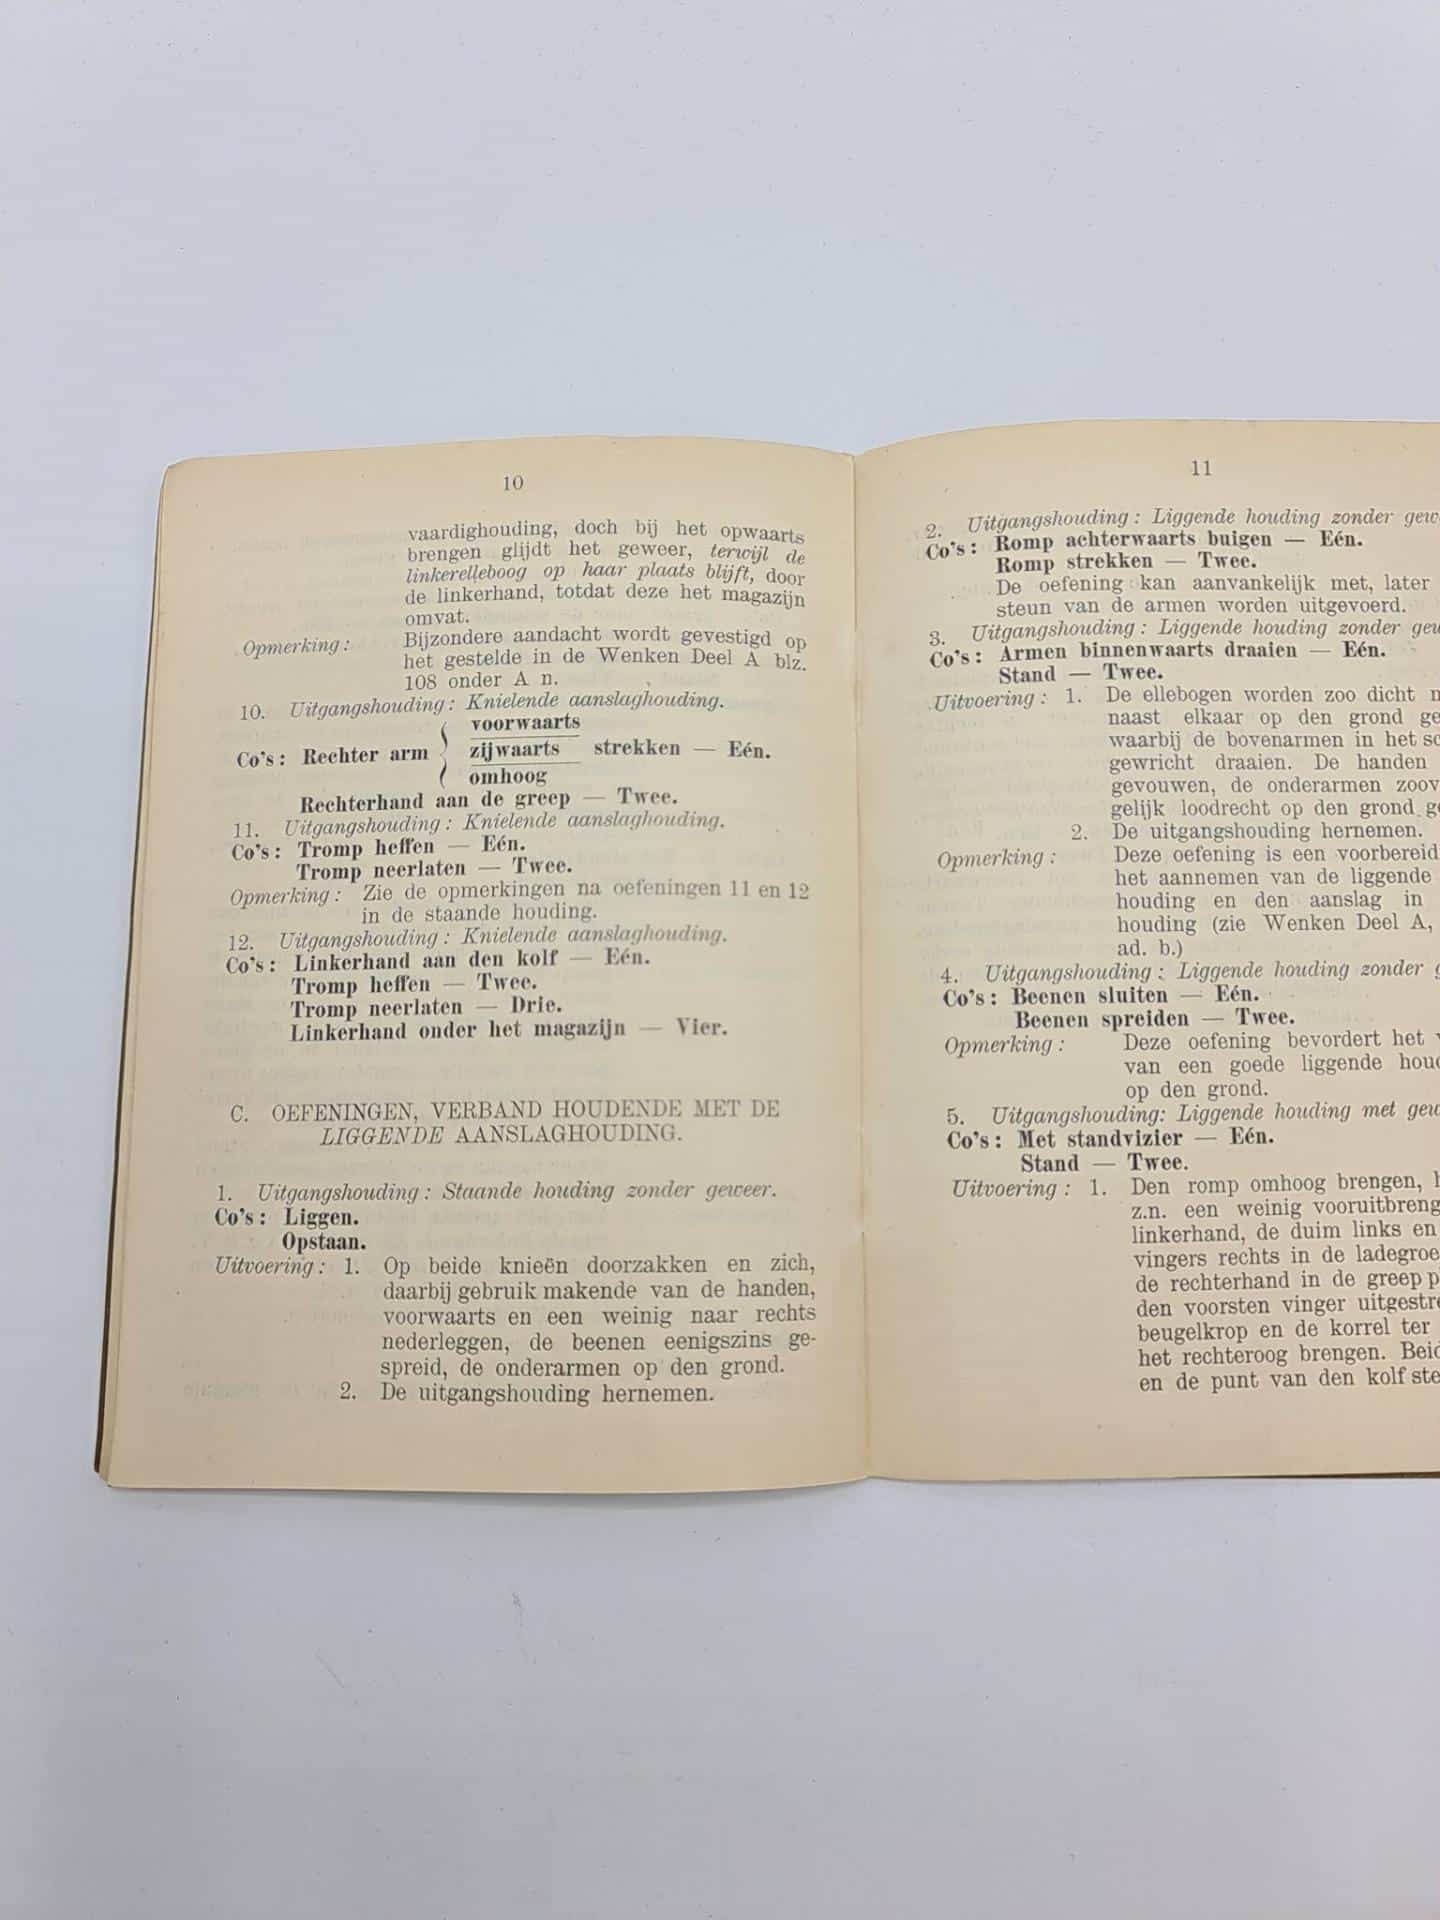 10
vaardighouding, doch bij het opwaarts
brengen glijdt het geweer, terwijl de
linkerelleboog op haar plaats blijft, door
de linkerhand, totdat deze het magazijn
omvat.
Opmerking: Bijzondere aandacht wordt gevestigd op
het gestelde in de Wenken Deel A blz.
108 onder A n.
10. Uitgangshouding: Knielende aanslaghouding.
voorwaarts
Co's: Rechter arm { zijwaarts strekken — Eén.
omhoog
Rechterhand aan de greep — Twee.
11. Uitgangshouding: Knielende aanslaghouding.
Co's: Tromp heffen — Eén.
Tromp neerlaten — Twee.
Opmerking: Zie de opmerkingen na oefeningen 11 en 12
in de staande houding.
12. Uitgangshouding: Knielende aanslaghouding.
Co's: Linkerhand aan den kolf — Eén.
Tromp heffen — Twee.
Tromp neerlaten — Drie.
Linkerhand onder het magazijn — Vier.
C. OEFENINGEN, VERBAND HOUDENDE MET DE
LIGGENDE AANSLAGHOUDING.
1. Uitgangshouding: Staande houding zonder geweer.
Co's: Liggen.
Opstaan.
Uitvoering: 1. Op beide knieën doorzakken en zich,
daarbij gebruik makende van de handen,
voorwaarts en een weinig naar rechts
nederleggen, de beenen eenigszins ge-
spreid, de onderarmen op den grond.
2. De uitgangshouding hernemen.
11
2. Uitgangshouding: Liggende houding zonder gew
Co's: Romp achterwaarts buigen — Eén.
Romp strekken — Twee.
De oefening kan aanvankelijk met, later
steun van de armen worden uitgevoerd.
3. Uitgangshouding: Liggende houding zonder gew
Co's: Armen binnenwaarts draaien — Eén.
Stand — Twee.
Uitvoering: 1. De ellebogen worden zoo dicht
naast elkaar op den grond ge
waarbij de bovenarmen in het sc
gewricht draaien. De handen
gevouwen, de onderarmen zoov
gelijk loodrecht op den grond ge
2. De uitgangshouding hernemen.
Opmerking: Deze oefening is een voorbereid
het aannemen van de liggende
houding en den aanslag in
houding (zie Wenken Deel A,
ad. b.)
4. Uitgangshouding: Liggende houding zonder g
Co's: Beenen sluiten — Eén.
Beenen spreiden — Twee.
Opmerking: Deze oefening bevordert het
van een goede liggende houd
op den grond.
5. Uitgangshouding: Liggende houding met gew
Co's: Met standvizier — Eén.
Stand — Twee.
Uitvoering: 1. Den romp omhoog brengen,
z.n. een weinig vooruitbreng
linkerhand, de duim links en
vingers rechts in de ladegroe
de rechterhand in de greep p
den voorsten vinger uitgestre
beugelkrop en de korrel ter
het rechteroog brengen. Beid
en de punt van den kolf ste